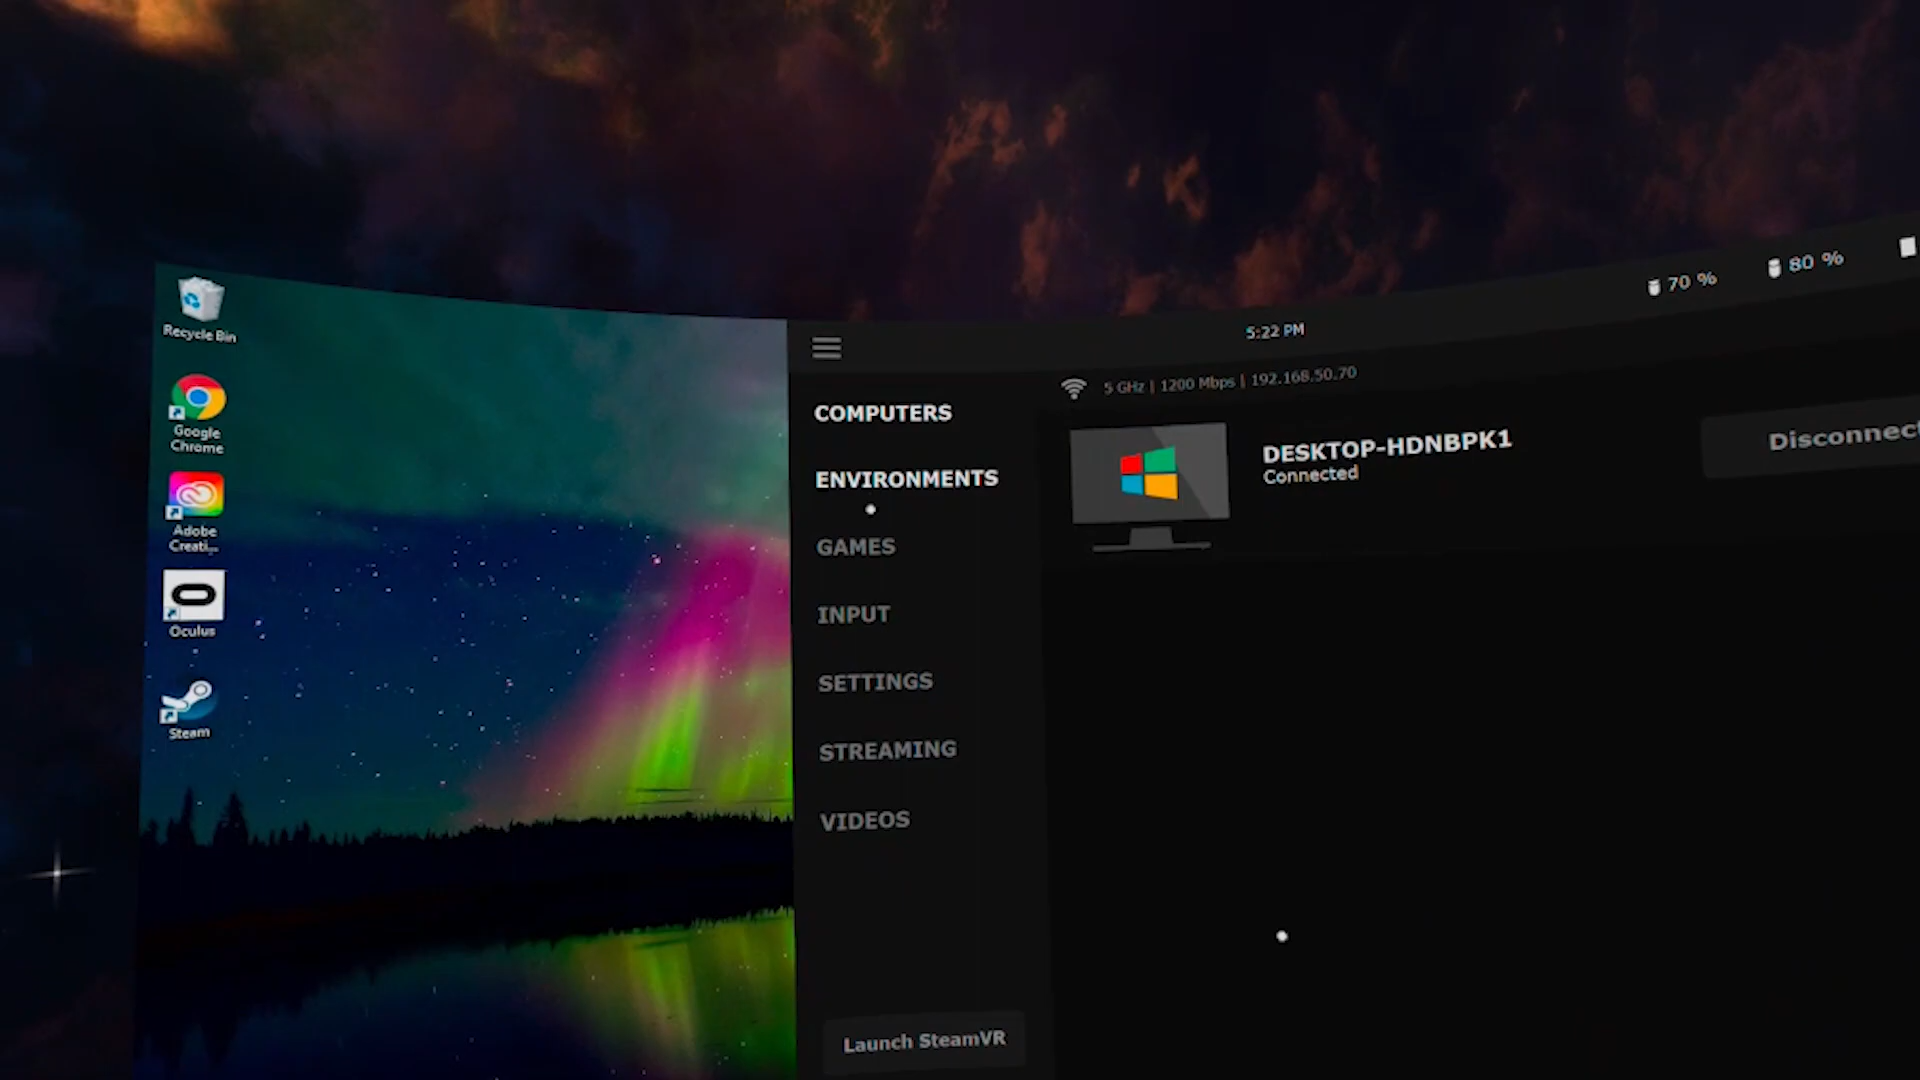 Recycle Bin
Google
Chrome
Adobe
Creati...
Oculus
Steam
5:22 PM
70 %
80 %
5 GHz | 1200 Mbps | 192.168.50.70
COMPUTERS
ENVIRONMENTS
GAMES
INPUT
SETTINGS
STREAMING
VIDEOS
Launch SteamVR
DESKTOP-HDNBPK1
Connected
Disconnect